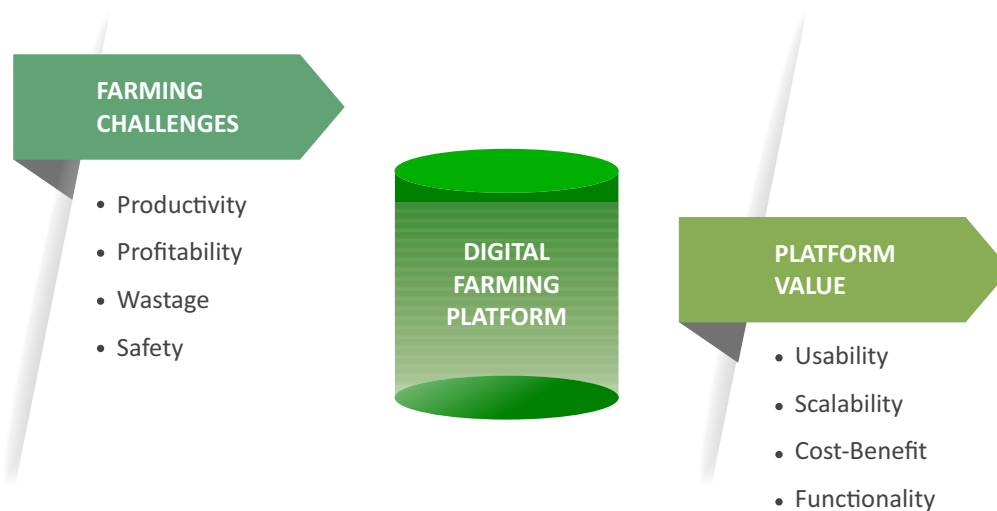 FARMING
CHALLENGES
• Productivity
• Profitability
• Wastage
• Safety
DIGITAL
FARMING
PLATFORM
PLATFORM
VALUE
• Usability
• Scalability
• Cost-Benefit
• Functionality